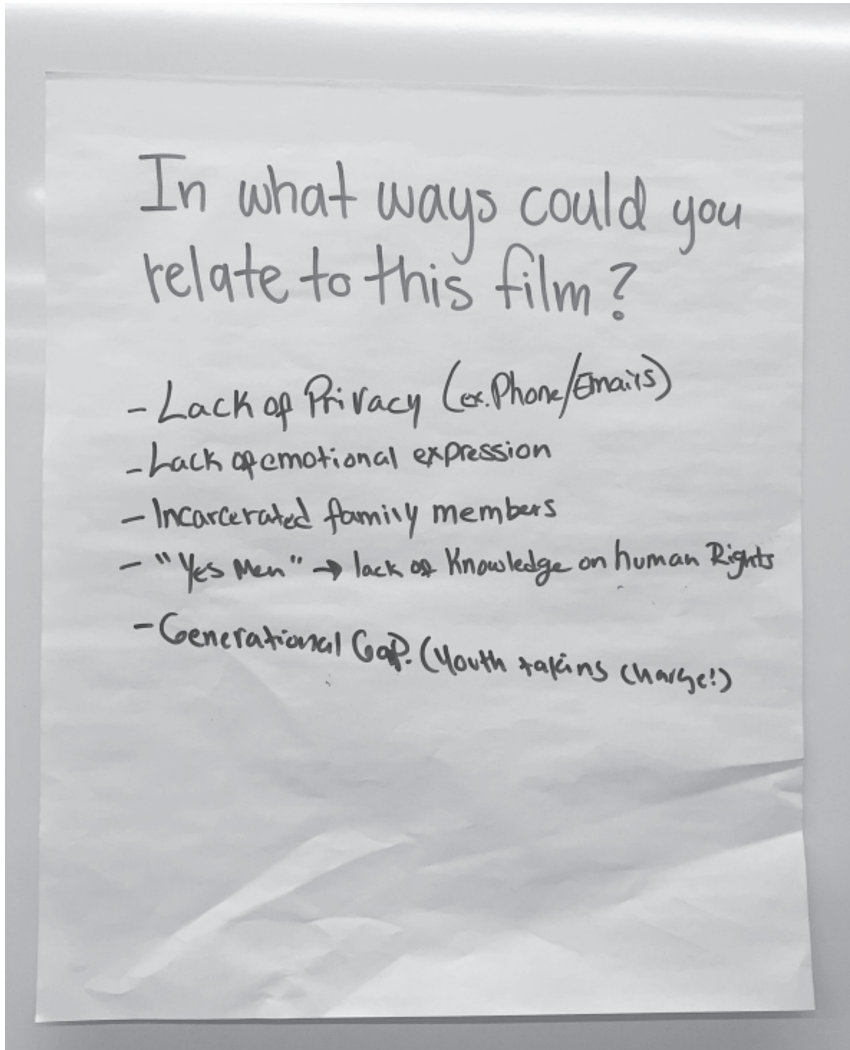 In what ways could you
relate to this film?
- Lack of Privacy (ex. Phone/Emails)
- Lack of emotional expression
- Incarcerated family members
- "Yes Men" → lack of Knowledge on human Rights
- Generational Gap. (Youth taking charge!)